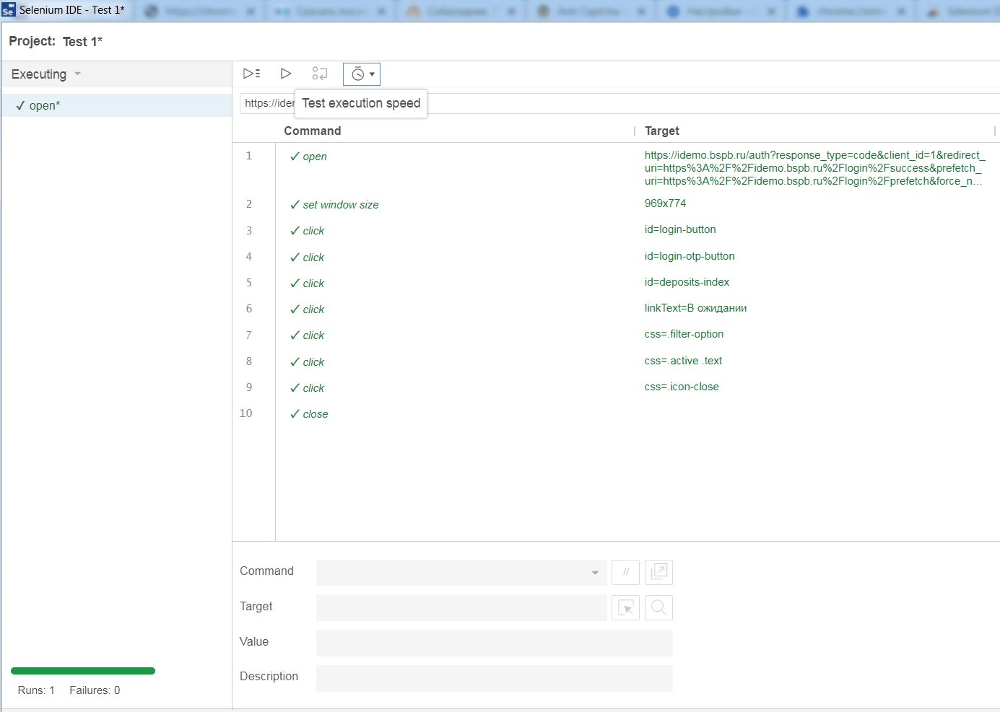 Selenium IDE - Test 1*
Project: Test 1*
Executing
✓ open*
Test execution speed
https://ider
Command Target
1 ✓ open https://idemo.bspb.ru/auth?response_type=code&client_id=1&redirect_
uri=https%3A%2F%2Fidemo.bspb.ru%2Flogin%2Fsuccess&prefetch_
uri=https%3A%2F%2Fidemo.bspb.ru%2Flogin%2Fprefetch&force_n…
2 ✓ set window size 969x774
3 ✓ click id=login-button
4 ✓ click id=login-otp-button
5 ✓ click id=deposits-index
6 ✓ click linkText=В ожидании
7 ✓ click css=.filter-option
8 ✓ click css=.active .text
9 ✓ click css=.icon-close
10 ✓ close
Command //
Target
Value
Description
Runs: 1 Failures: 0